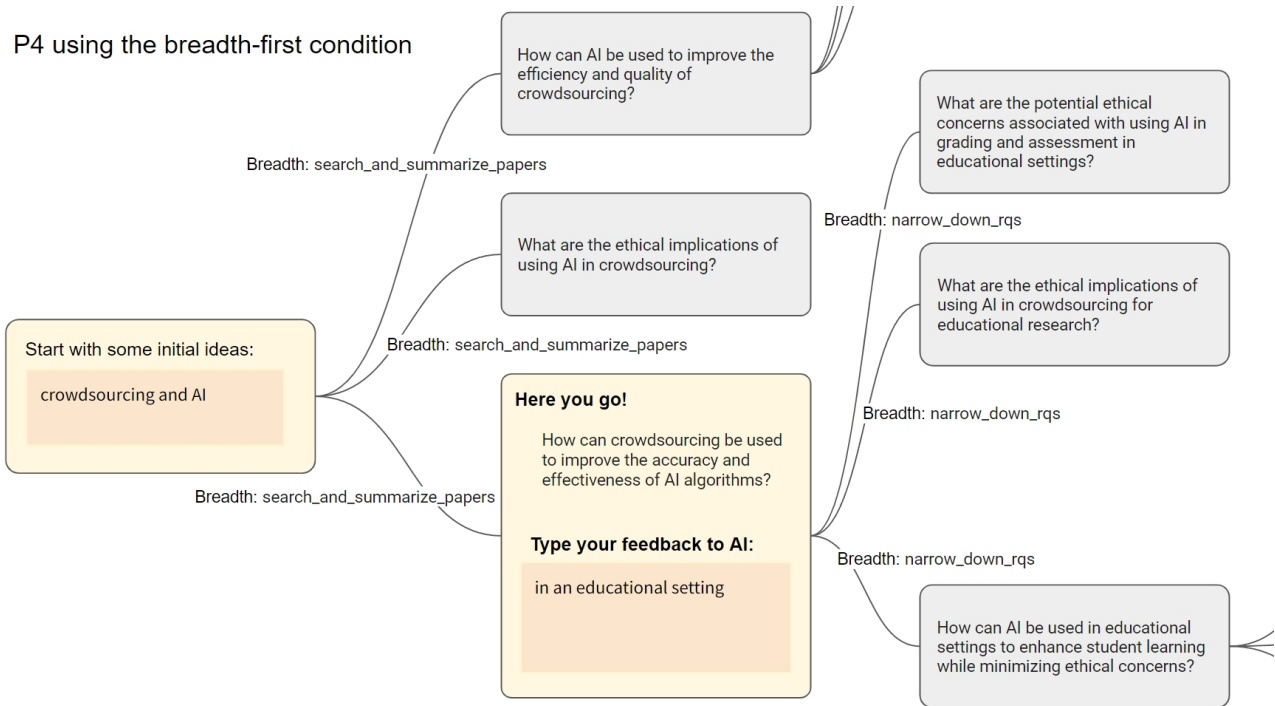 P4 using the breadth-first condition
How can AI be used to improve the
efficiency and quality of
crowdsourcing?
Breadth: search_and_summarize_papers
What are the ethical implications of
using AI in crowdsourcing?
Breadth: search_and_summarize_papers
Start with some initial ideas:
crowdsourcing and AI
Breadth: search_and_summarize_papers
Here you go!
How can crowdsourcing be used
to improve the accuracy and
effectiveness of AI algorithms?
Type your feedback to AI:
in an educational setting
What are the potential ethical
concerns associated with using AI in
grading and assessment in
educational settings?
Breadth: narrow_down_rqs
What are the ethical implications of
using AI in crowdsourcing for
educational research?
Breadth: narrow_down_rqs
Breadth: narrow_down_rqs
How can AI be used in educational
settings to enhance student learning
while minimizing ethical concerns?